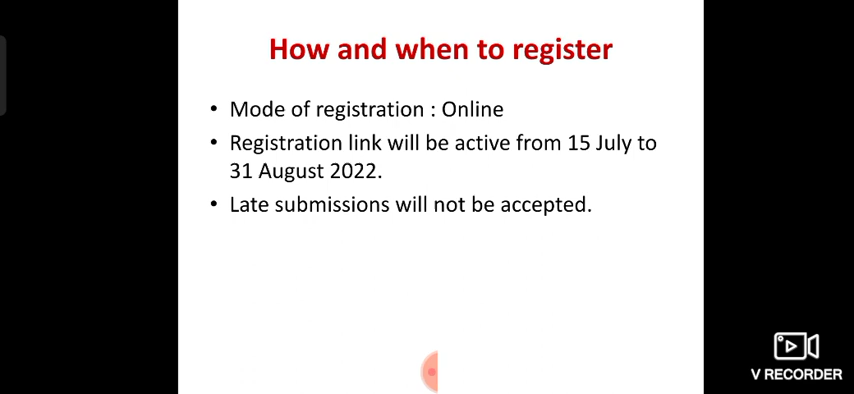 How and when to register
• Mode of registration : Online
• Registration link will be active from 15 July to
31 August 2022.
• Late submissions will not be accepted.
V RECORDER